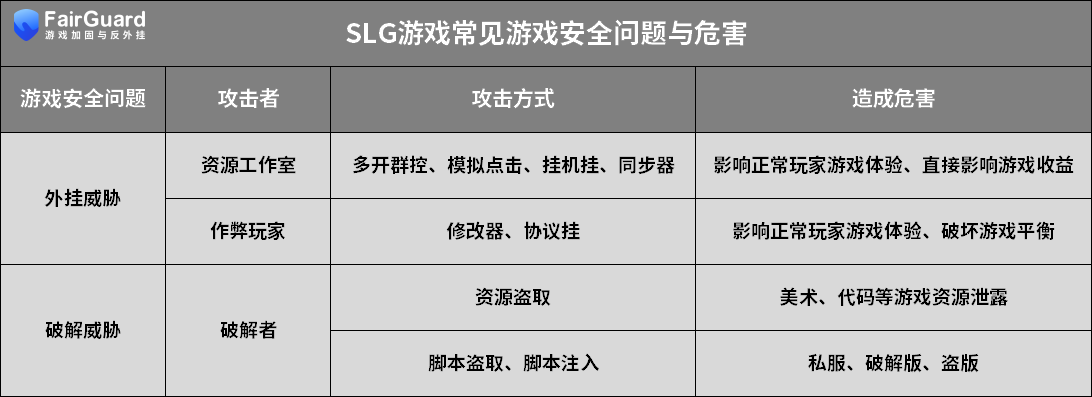 FairGuard
游戏加固与反外挂
SLG游戏常见游戏安全问题与危害
游戏安全问题 攻击者 攻击方式 造成危害
外挂威胁
资源工作室 多开群控、模拟点击、挂机挂、同步器 影响正常玩家游戏体验、直接影响游戏收益
作弊玩家 修改器、协议挂 影响正常玩家游戏体验、破坏游戏平衡
破解威胁 破解者
资源盗取 美术、代码等游戏资源泄露
脚本盗取、脚本注入 私服、破解版、盗版